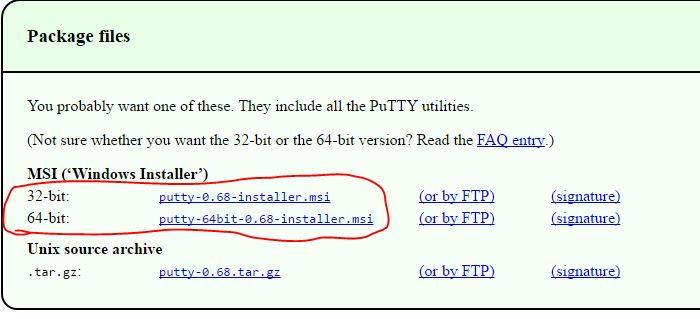 Package files
You probably want one of these. They include all the PuTTY utilities.
(Not sure whether you want the 32-bit or the 64-bit version? Read the FAQ entry.)
MSI (‘Windows Installer’)
32-bit: putty-0.68-installer.msi (or by FTP) (signature)
64-bit: putty-64bit-0.68-installer.msi (or by FTP) (signature)
Unix source archive
.tar.gz: putty-0.68.tar.gz (or by FTP) (signature)